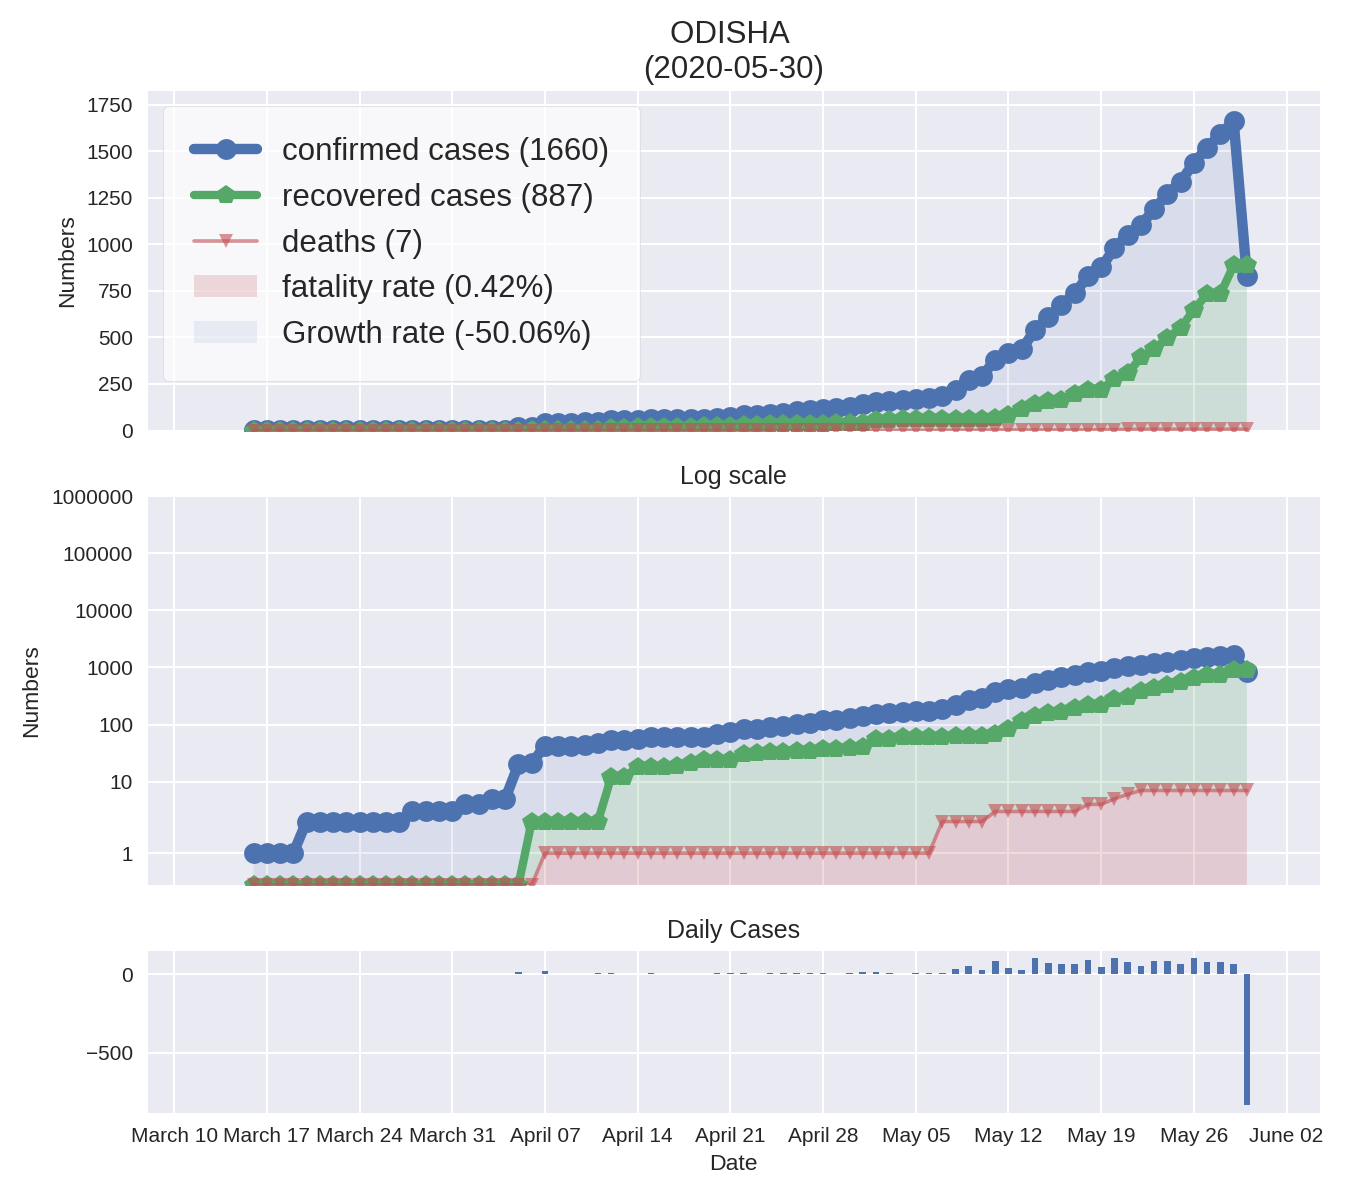 ODISHA
(2020-05-30)
1750
1500
1250
1000
750
500
250
0
Numbers
confirmed cases (1660)
recovered cases (887)
deaths (7)
fatality rate (0.42%)
Growth rate (-50.06%)
Log scale
1000000
100000
10000
1000
100
10
1
Numbers
Daily Cases
0
−500
March 10 March 17 March 24 March 31 April 07 April 14 April 21 April 28 May 05 May 12 May 19 May 26 June 02
Date